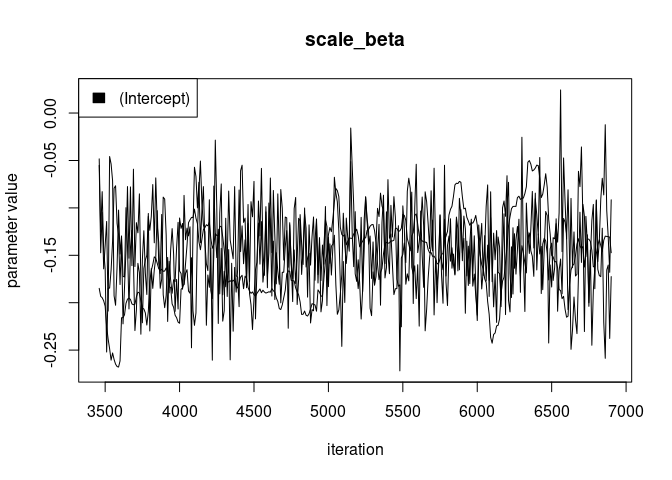 scale_beta
(Intercept)
0.00
-0.05
-0.15
-0.25
parameter value
3500 4000 4500 5000 5500 6000 6500 7000
iteration